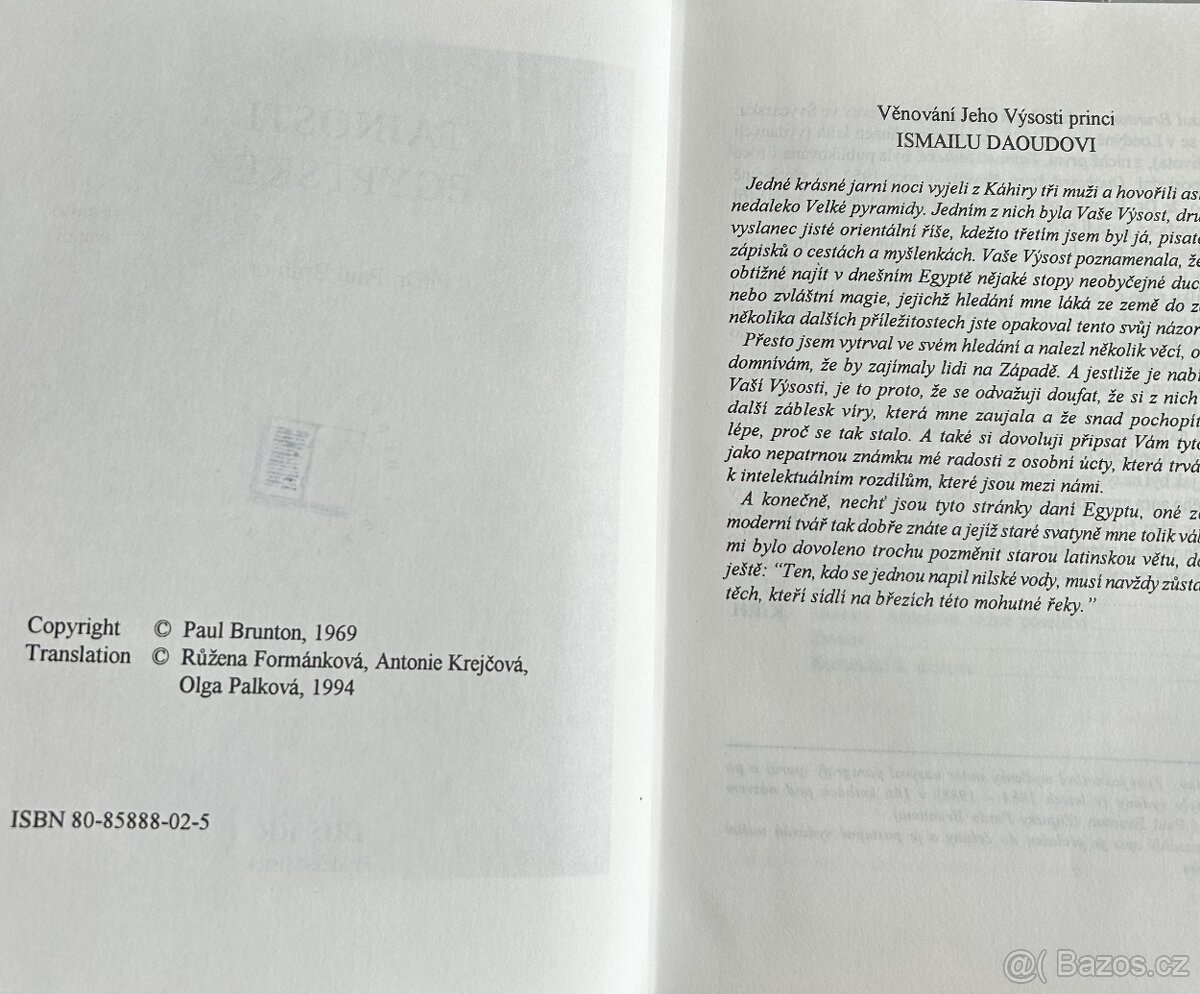 Copyright © Paul Brunton, 1969
Translation © Růžena Formánková, Antonie Krejčová,
Olga Palková, 1994
ISBN 80-85888-02-5
Věnování Jeho Výsosti princi
ISMAILU DAOUDOVI
Jedné krásné jarní noci vyjeli z Káhiry tři muži a hovořili
nedaleko Velké pyramidy. Jedním z nich byla Vaše Výsost,
vyslanec jisté orientální říše, kdežto třetím jsem byl já,
zápisků o cestách a myšlenkách. Vaše Výsost poznamenala,
obtížné najít v dnešním Egyptě nějaké stopy neobyčejné
nebo zvláštní magie, jejichž hledání mne láká ze země do
několika dalších příležitostech jste opakoval tento svůj názor
Přesto jsem vytrval ve svém hledání a nalezl několik věcí, o
domnívám, že by zajímaly lidi na Západě. A jestliže je
Vaší Výsosti, je to proto, že se odvažuji doufat, že si z nich
další záblesk víry, která mne zaujala a že snad
lépe, proč se tak stalo. A také si dovoluji připsat Vám
jako nepatrnou známku mé radosti z osobní úcty, která
k intelektuálním rozdílům, které jsou mezi námi.
A konečně, nechť jsou tyto stránky daní Egyptu, oné
moderní tvář tak dobře znáte a jejíž staré svatyně mne tolik
mi bylo dovoleno trochu pozměnit starou latinskou větu,
ještě: “Ten, kdo se jednou napil nilské vody, musí navždy
těch, kteří sídlí na březích této mohutné řeky.”
@( Bazos.cz